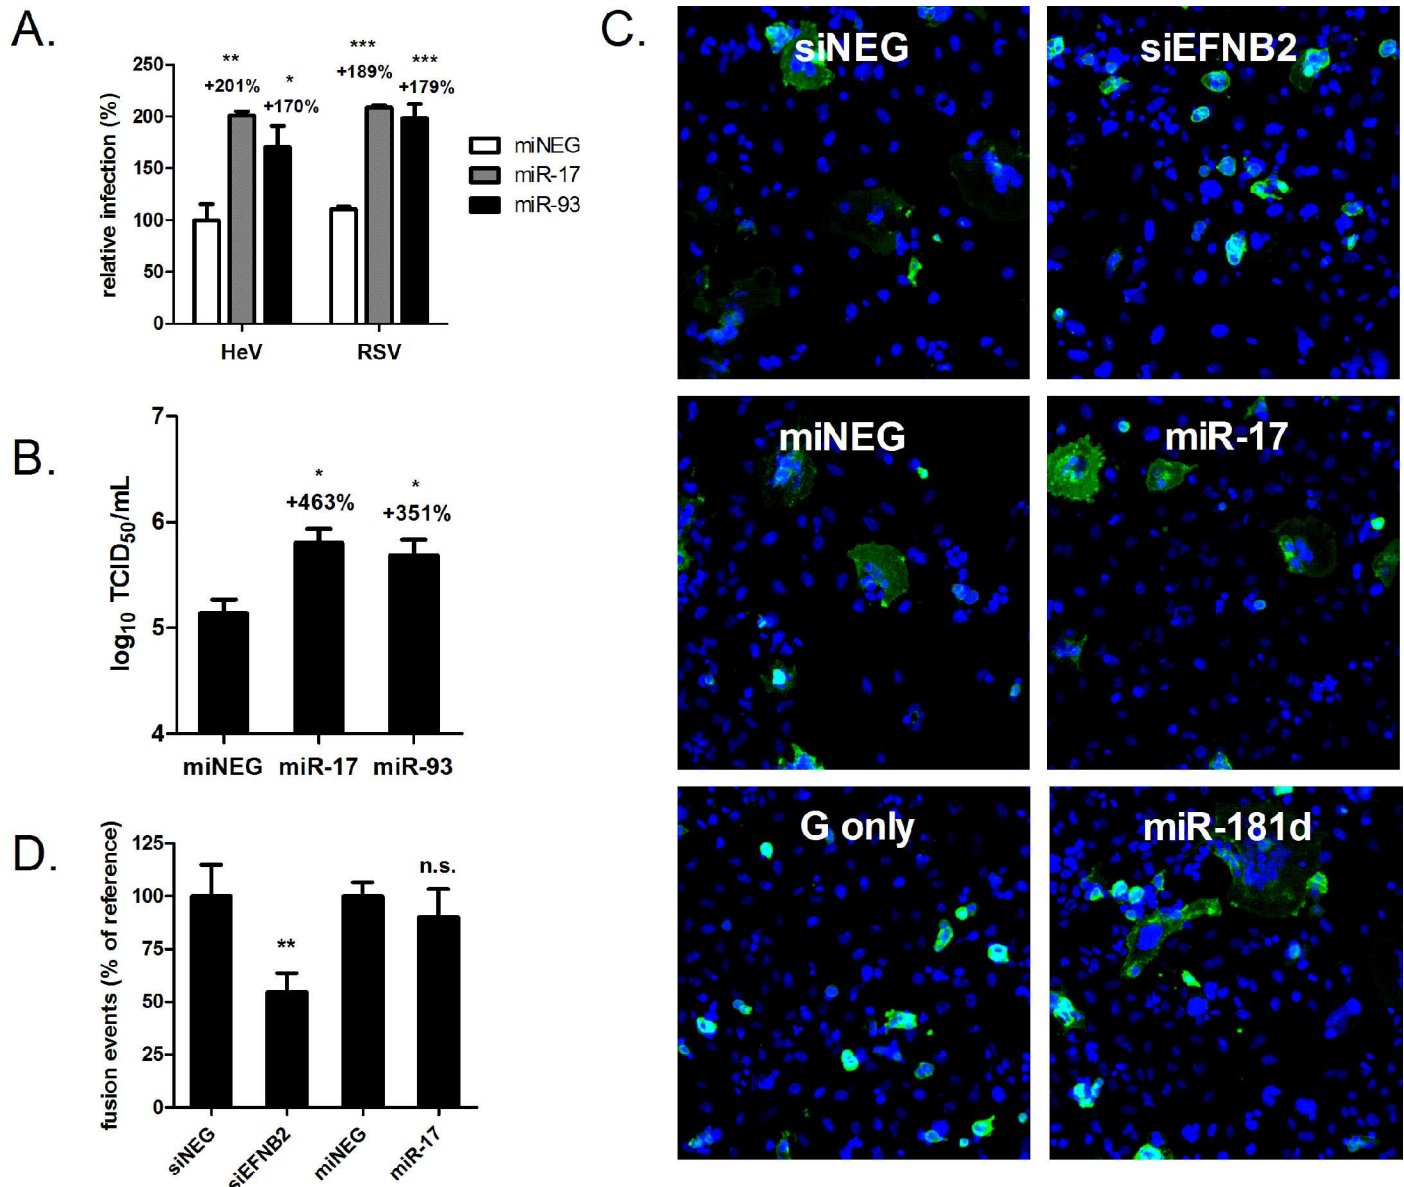 A.
relative infection (%)
250
200
150
100
50
0
**
+201%
*
+170%
***
+189%
***
+179%
HeV
RSV
miNEG
miR-17
miR-93
B.
log10 TCID50/mL
7
6
5
4
*
+463%
*
+351%
miNEG
miR-17
miR-93
C.
siNEG
siEFNB2
miNEG
miR-17
G only
miR-181d
D.
fusion events (% of reference)
125
100
75
50
25
0
**
n.s.
siNEG
siEFNB2
miNEG
miR-17